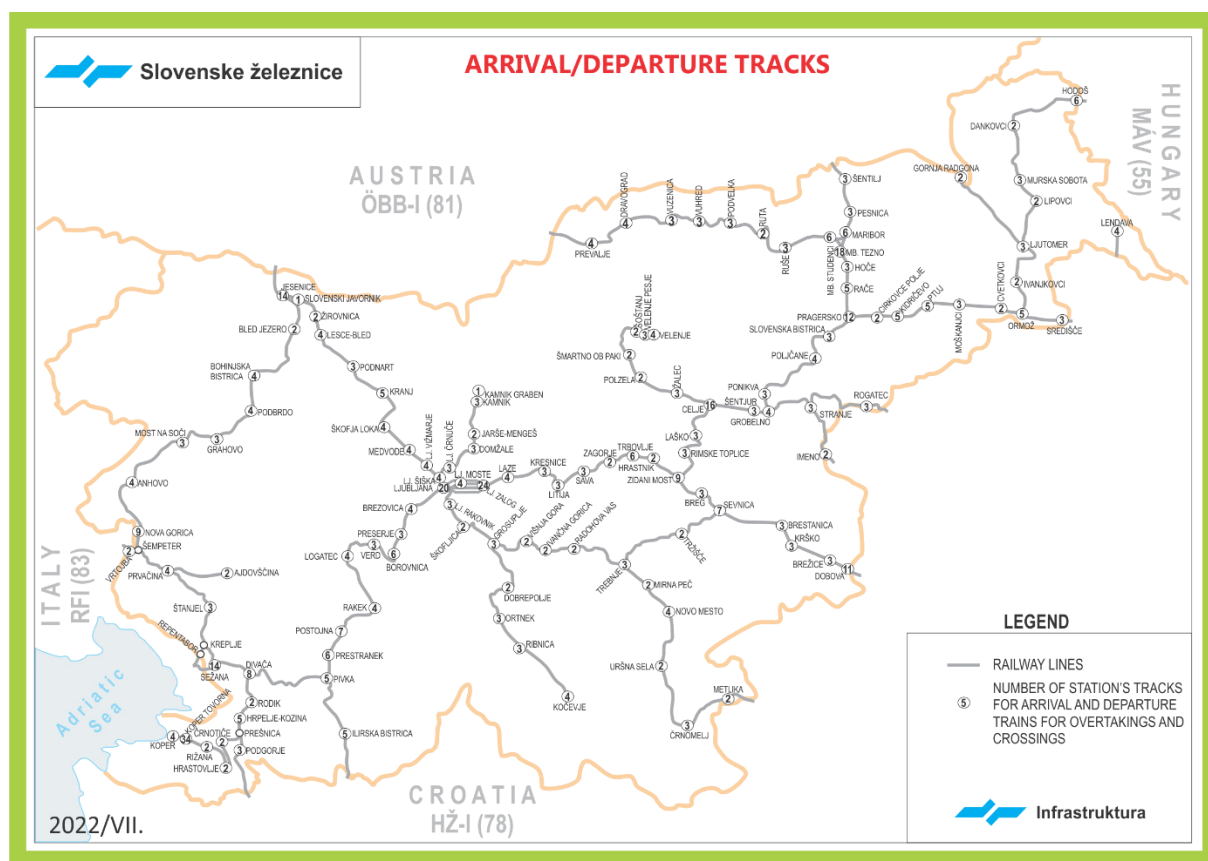 Slovenske železnice
ARRIVAL/DEPARTURE TRACKS
AUSTRIA
ÖBB-I (81)
HUNGARY
MÁV (55)
ITALY
RFI (83)
CROATIA
HŽ-I (78)
Adriatic
Sea
HODOŠ
6
DANKOVCI
2
GORNJA RADGONA
2
3
MURSKA SOBOTA
2
LIPOVCI
LENDAVA
4
3
LJUTOMER
2
IVANJKOVCI
CVETKOVCI
2
5
ORMOŽ
3
SREDIŠČE
MOŠKANJCI
3
PTUJ
5
KIDRIČEVO
5
CIRKOVCE POLJE
2
PRAGERSKO
12
3
ŠENTILJ
3
PESNICA
6
MARIBOR
6
MB. STUDENCI
18
MB. TEZNO
3
HOČE
5
RAČE
RUŠE
3
RUTA
2
PODVELKA
3
VUHRED
3
VUZENICA
3
DRAVOGRAD
4
PREVALJE
4
SLOVENSKA BISTRICA
3
POLJČANE
4
PONIKVA
3
GROBELNO
4
ŠENTJUR
3
STRANJE
3
ROGATEC
3
IMENO
2
CELJE
16
ŽALEC
3
POLZELA
2
ŠMARTNO OB PAKI
2
ŠOŠTANJ
2
VELENJE PESJE
3
4
VELENJE
LAŠKO
3
3
RIMSKE TOPLICE
ZIDANI MOST
9
HRASTNIK
2
TRBOVLJE
6
ZAGORJE
2
SAVA
3
LITIJA
3
KRESNICE
3
LAZE
4
LJ. ZALOG
24
LJ. MOSTE
4
LJUBLJANA
20
LJ. ŠIŠKA
4
LJ. VIŽMARJE
4
LJ. ČRNUČE
3
3
DOMŽALE
2
JARŠE-MENGEŠ
3
KAMNIK
1
KAMNIK GRABEN
MEDVODE
4
ŠKOFJA LOKA
4
5
KRANJ
3
PODNART
4
LESCE-BLED
2
ŽIROVNICA
1
SLOVENSKI JAVORNIK
JESENICE
14
BLED JEZERO
2
BOHINJSKA
BISTRICA
4
4
PODBRDO
3
GRAHOVO
MOST NA SOČI
3
4
ANHOVO
9
NOVA GORICA
ŠEMPETER
VRTOJBA
2
PRVAČINA
4
2
AJDOVŠČINA
ŠTANJEL
3
KREPLJE
REPENTABOR
14
SEŽANA
DIVAČA
8
2
RODIK
5
HRPELJE-KOZINA
PREŠNICA
3
PODGORJE
ČRNOTIČE
2
HRASTOVLJE
2
RIŽANA
2
KOPER TOVORNA
34
KOPER
4
5
PIVKA
5
ILIRSKA BISTRICA
6
PRESTRANEK
POSTOJNA
7
RAKEK
4
LOGATEC
4
VERD
3
BOROVNICA
6
PRESERJE
3
BREZOVICA
4
LJ. RAKOVNIK
3
ŠKOFLJICA
2
GROSUPLJE
3
VIŠNJA GORA
2
IVANČNA GORICA
2
RADOHOVA VAS
2
TREBNJE
3
TRŽIŠČE
2
2
MIRNA PEČ
4
NOVO MESTO
URŠNA SELA
2
ČRNOMELJ
3
METLIKA
2
2
DOBREPOLJE
3
ORTNEK
3
RIBNICA
4
KOČEVJE
BREG
3
SEVNICA
7
3
BRESTANICA
KRŠKO
3
BREŽICE
3
DOBOVA
11
LEGEND
RAILWAY LINES
5
NUMBER OF STATION'S TRACKS
FOR ARRIVAL AND DEPARTURE
TRAINS FOR OVERTAKINGS AND
CROSSINGS
Infrastruktura
2022/VII.